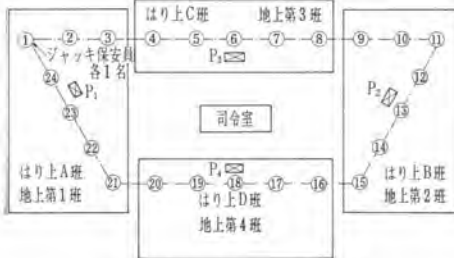 はり上C班 地上第3班
① ② ③ ④ ⑤ ⑥ ⑦ ⑧ ⑨ ⑩ ⑪
ジャッキ保安員
各1名
P₃
㉔ P₁ P₂ ⑫
㉓ ⑬
司令室
㉒ ⑭
はり上A班
地上第1班
P₄
はり上B班
地上第2班
㉑ ⑳ ⑲ ⑱ ⑰ ⑯ ⑮
はり上D班
地上第4班